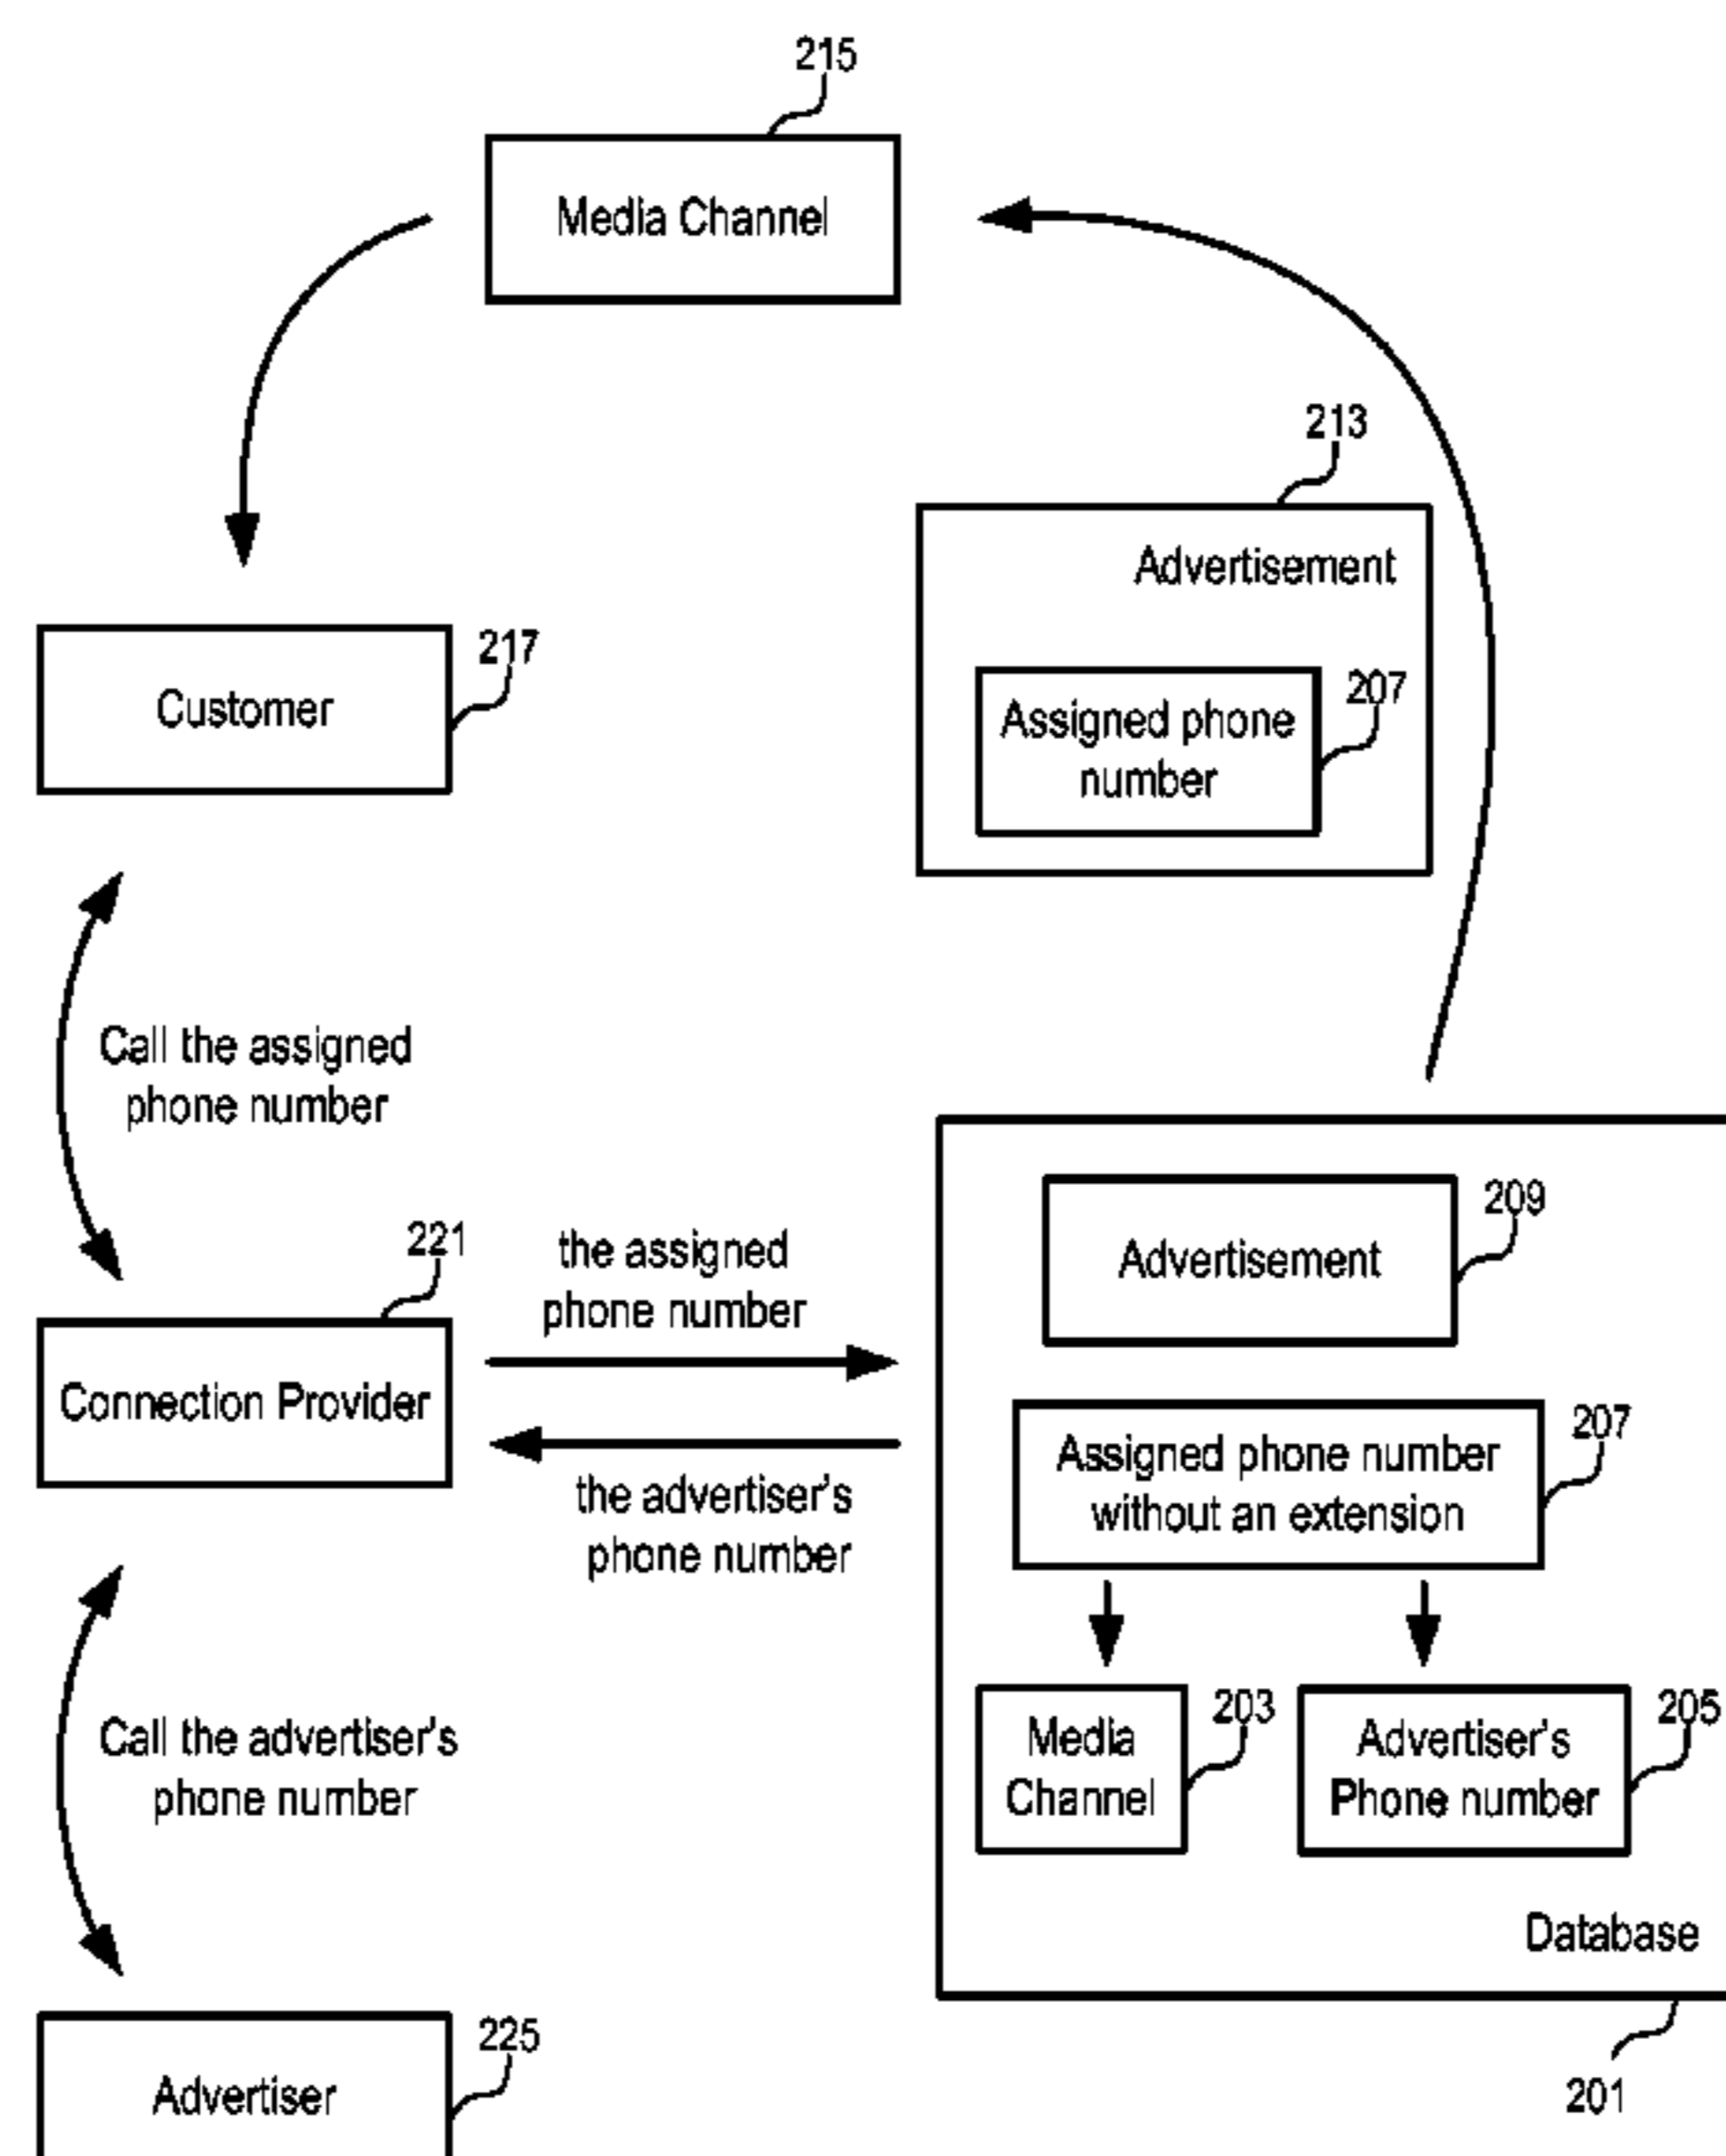 215
Media Channel
213
Advertisement
207
Assigned phone
number
217
Customer
Call the assigned
phone number
221
Connection Provider
the assigned
phone number
the advertiser's
phone number
209
Advertisement
207
Assigned phone number
without an extension
203
Media
Channel
205
Advertiser's
Phone number
Database
201
Call the advertiser's
phone number
225
Advertiser